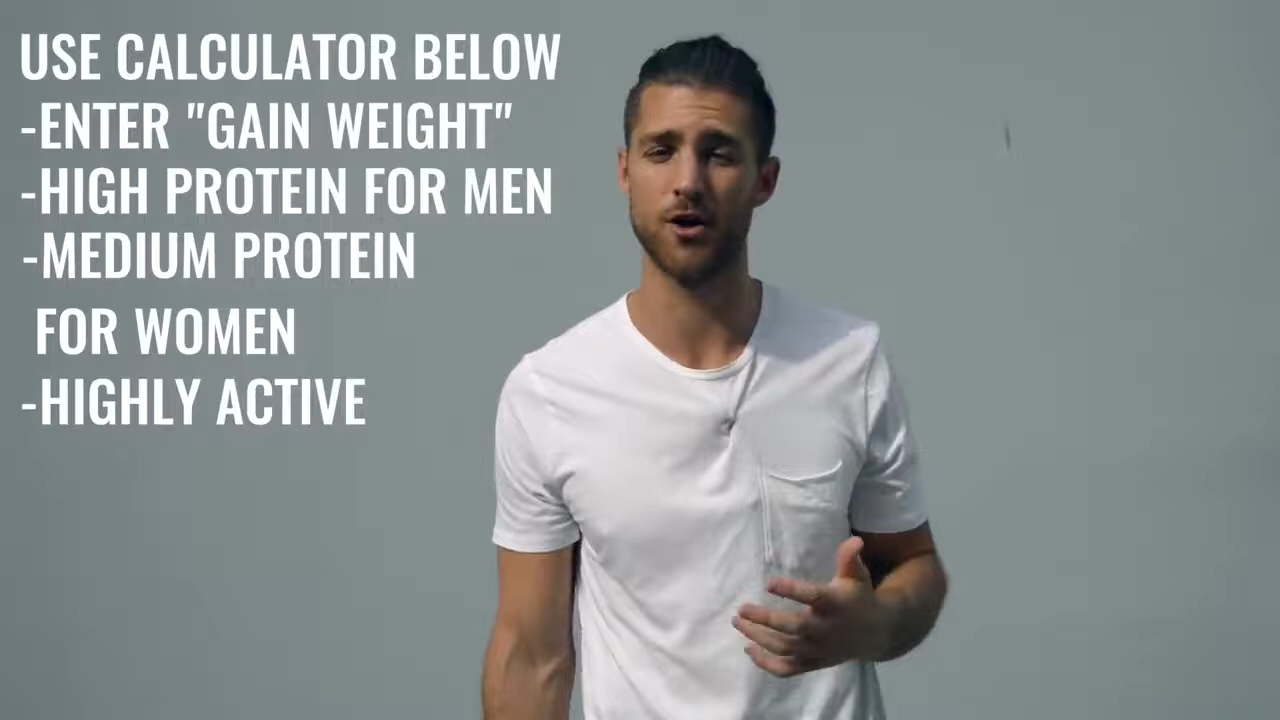 USE CALCULATOR BELOW
-ENTER "GAIN WEIGHT"
-HIGH PROTEIN FOR MEN
-MEDIUM PROTEIN
FOR WOMEN
-HIGHLY ACTIVE